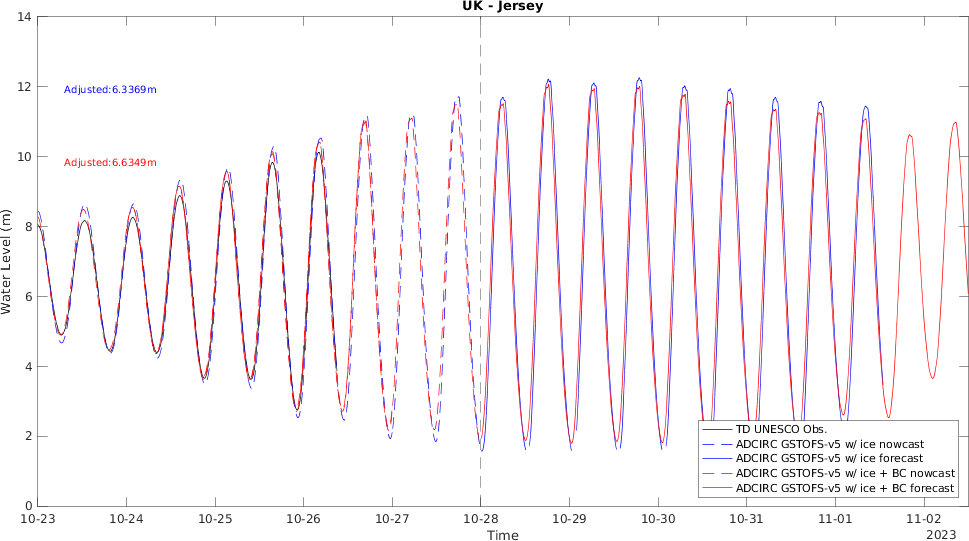 UK - Jersey
14
12
10
8
6
4
2
0
Water Level (m)
Adjusted:6.3369m
Adjusted:6.6349m
TD UNESCO Obs.
ADCIRC GSTOFS-v5 w/ ice nowcast
ADCIRC GSTOFS-v5 w/ ice forecast
ADCIRC GSTOFS-v5 w/ ice + BC nowcast
ADCIRC GSTOFS-v5 w/ ice + BC forecast
10-23 10-24 10-25 10-26 10-27 10-28 10-29 10-30 10-31 11-01 11-02
Time
2023